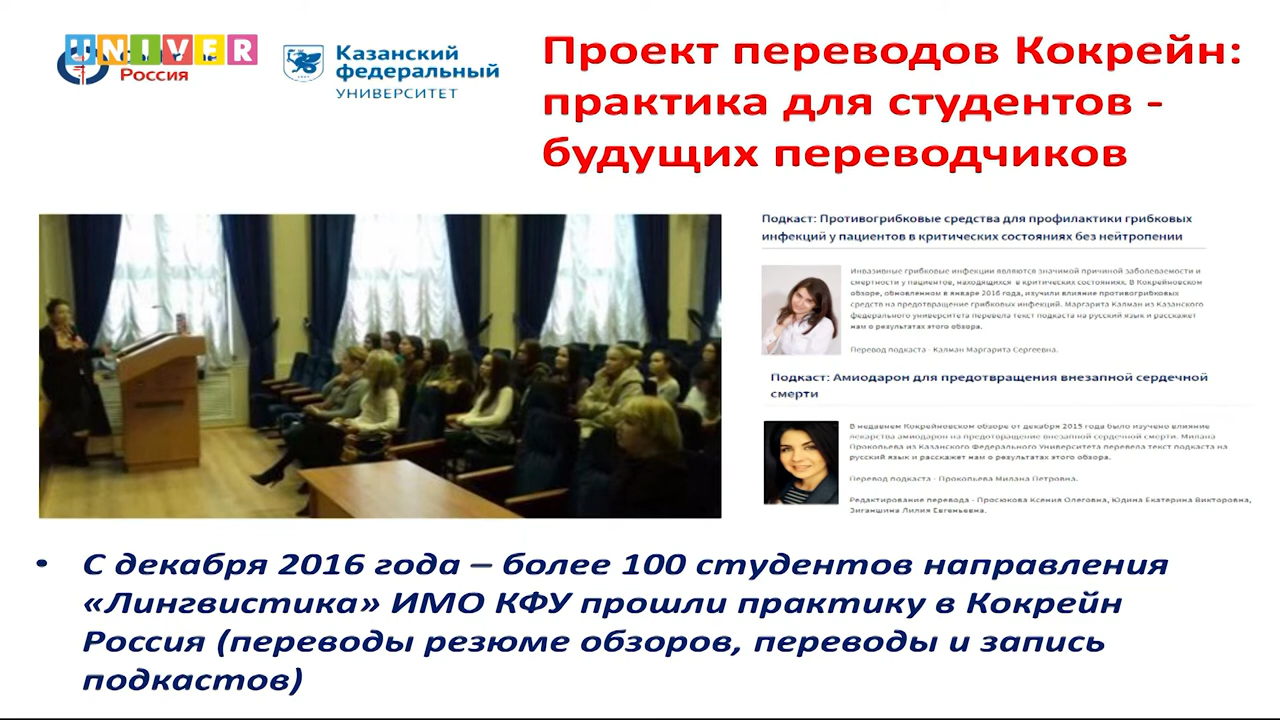 UNIVER
Россия
Казанский
федеральный
УНИВЕРСИТЕТ
Проект переводов Кокрейн:
практика для студентов -
будущих переводчиков
Подкаст: Противогрибковые средства для профилактики грибковых
инфекций у пациентов в критических состояниях без нейтропении
Инвазивные грибковые инфекции являются значимой причиной заболеваемости и
смертности у пациентов, находящихся в критических состояниях. В Кокрейновском
обзоре, обновленном в январе 2016 года, изучили влияние противогрибковых
средств на предотвращение грибковых инфекций. Маргарита Калман из Казанского
федерального университета перевела текст подкаста на русский язык и расскажет
нам о результатах этого обзора.
Перевод подкаста - Калман Маргарита Сергеевна.
Подкаст: Амиодарон для предотвращения внезапной сердечной
смерти
В недавнем Кокрейновском обзоре от декабря 2015 года было изучено влияние
лекарства амиодарон на предотвращение внезапной сердечной смерти. Милана
Прокопьева из Казанского Федерального Университета перевела текст подкаста на
русский язык и расскажет нам о результатах этого обзора.
Перевод подкаста - Прокопьева Милана Петровна.
Редактирование перевода - Просюкова Ксения Олеговна, Юдина Екатерина Викторовна,
Зиганшина Лилия Евгеньевна.
• С декабря 2016 года – более 100 студентов направления
«Лингвистика» ИМО КФУ прошли практику в Кокрейн
Россия (переводы резюме обзоров, переводы и запись
подкастов)